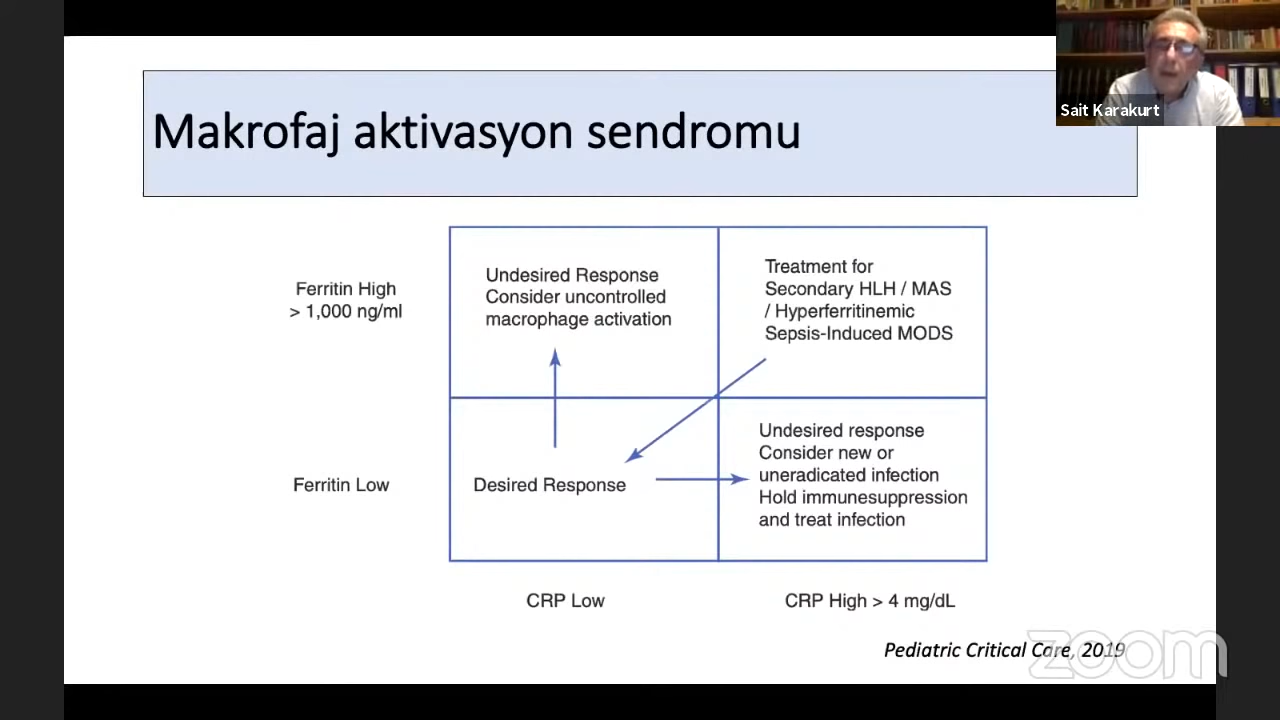 Makrofaj aktivasyon sendromu
Sait Karakurt
Ferritin High
> 1,000 ng/ml
Undesired Response
Consider uncontrolled
macrophage activation
Treatment for
Secondary HLH / MAS
/ Hyperferritinemic
Sepsis-Induced MODS
Ferritin Low
Desired Response
Undesired response
Consider new or
uneradicated infection
Hold immunesuppression
and treat infection
CRP Low
CRP High > 4 mg/dL
Pediatric Critical Care, 2019
zoom